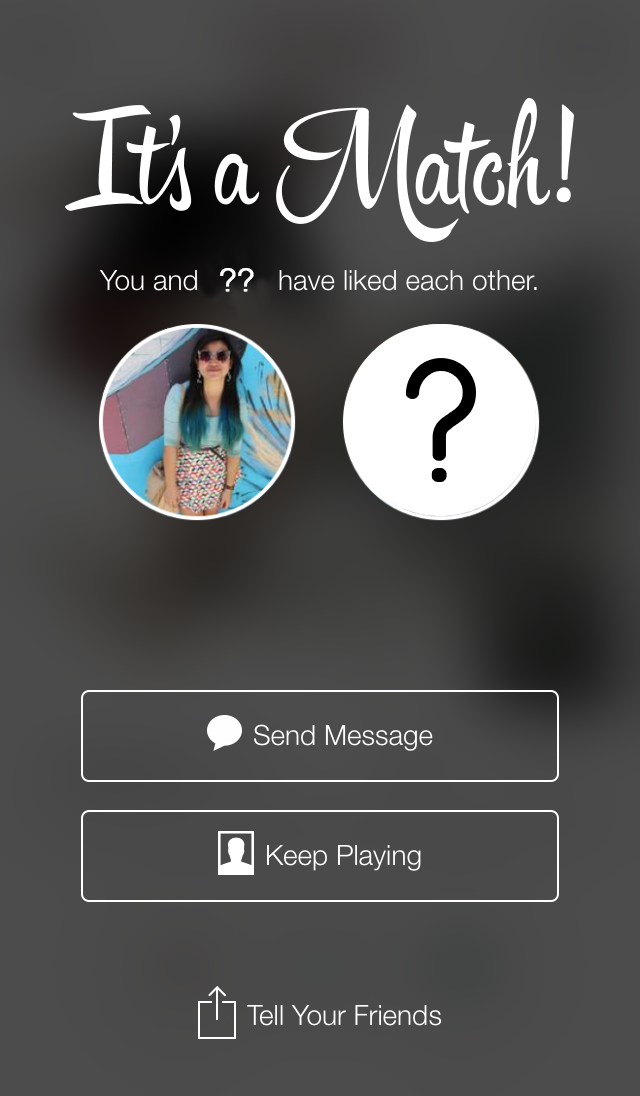 It's a Match!
You and ?? have liked each other.
?
Send Message
Keep Playing
Tell Your Friends